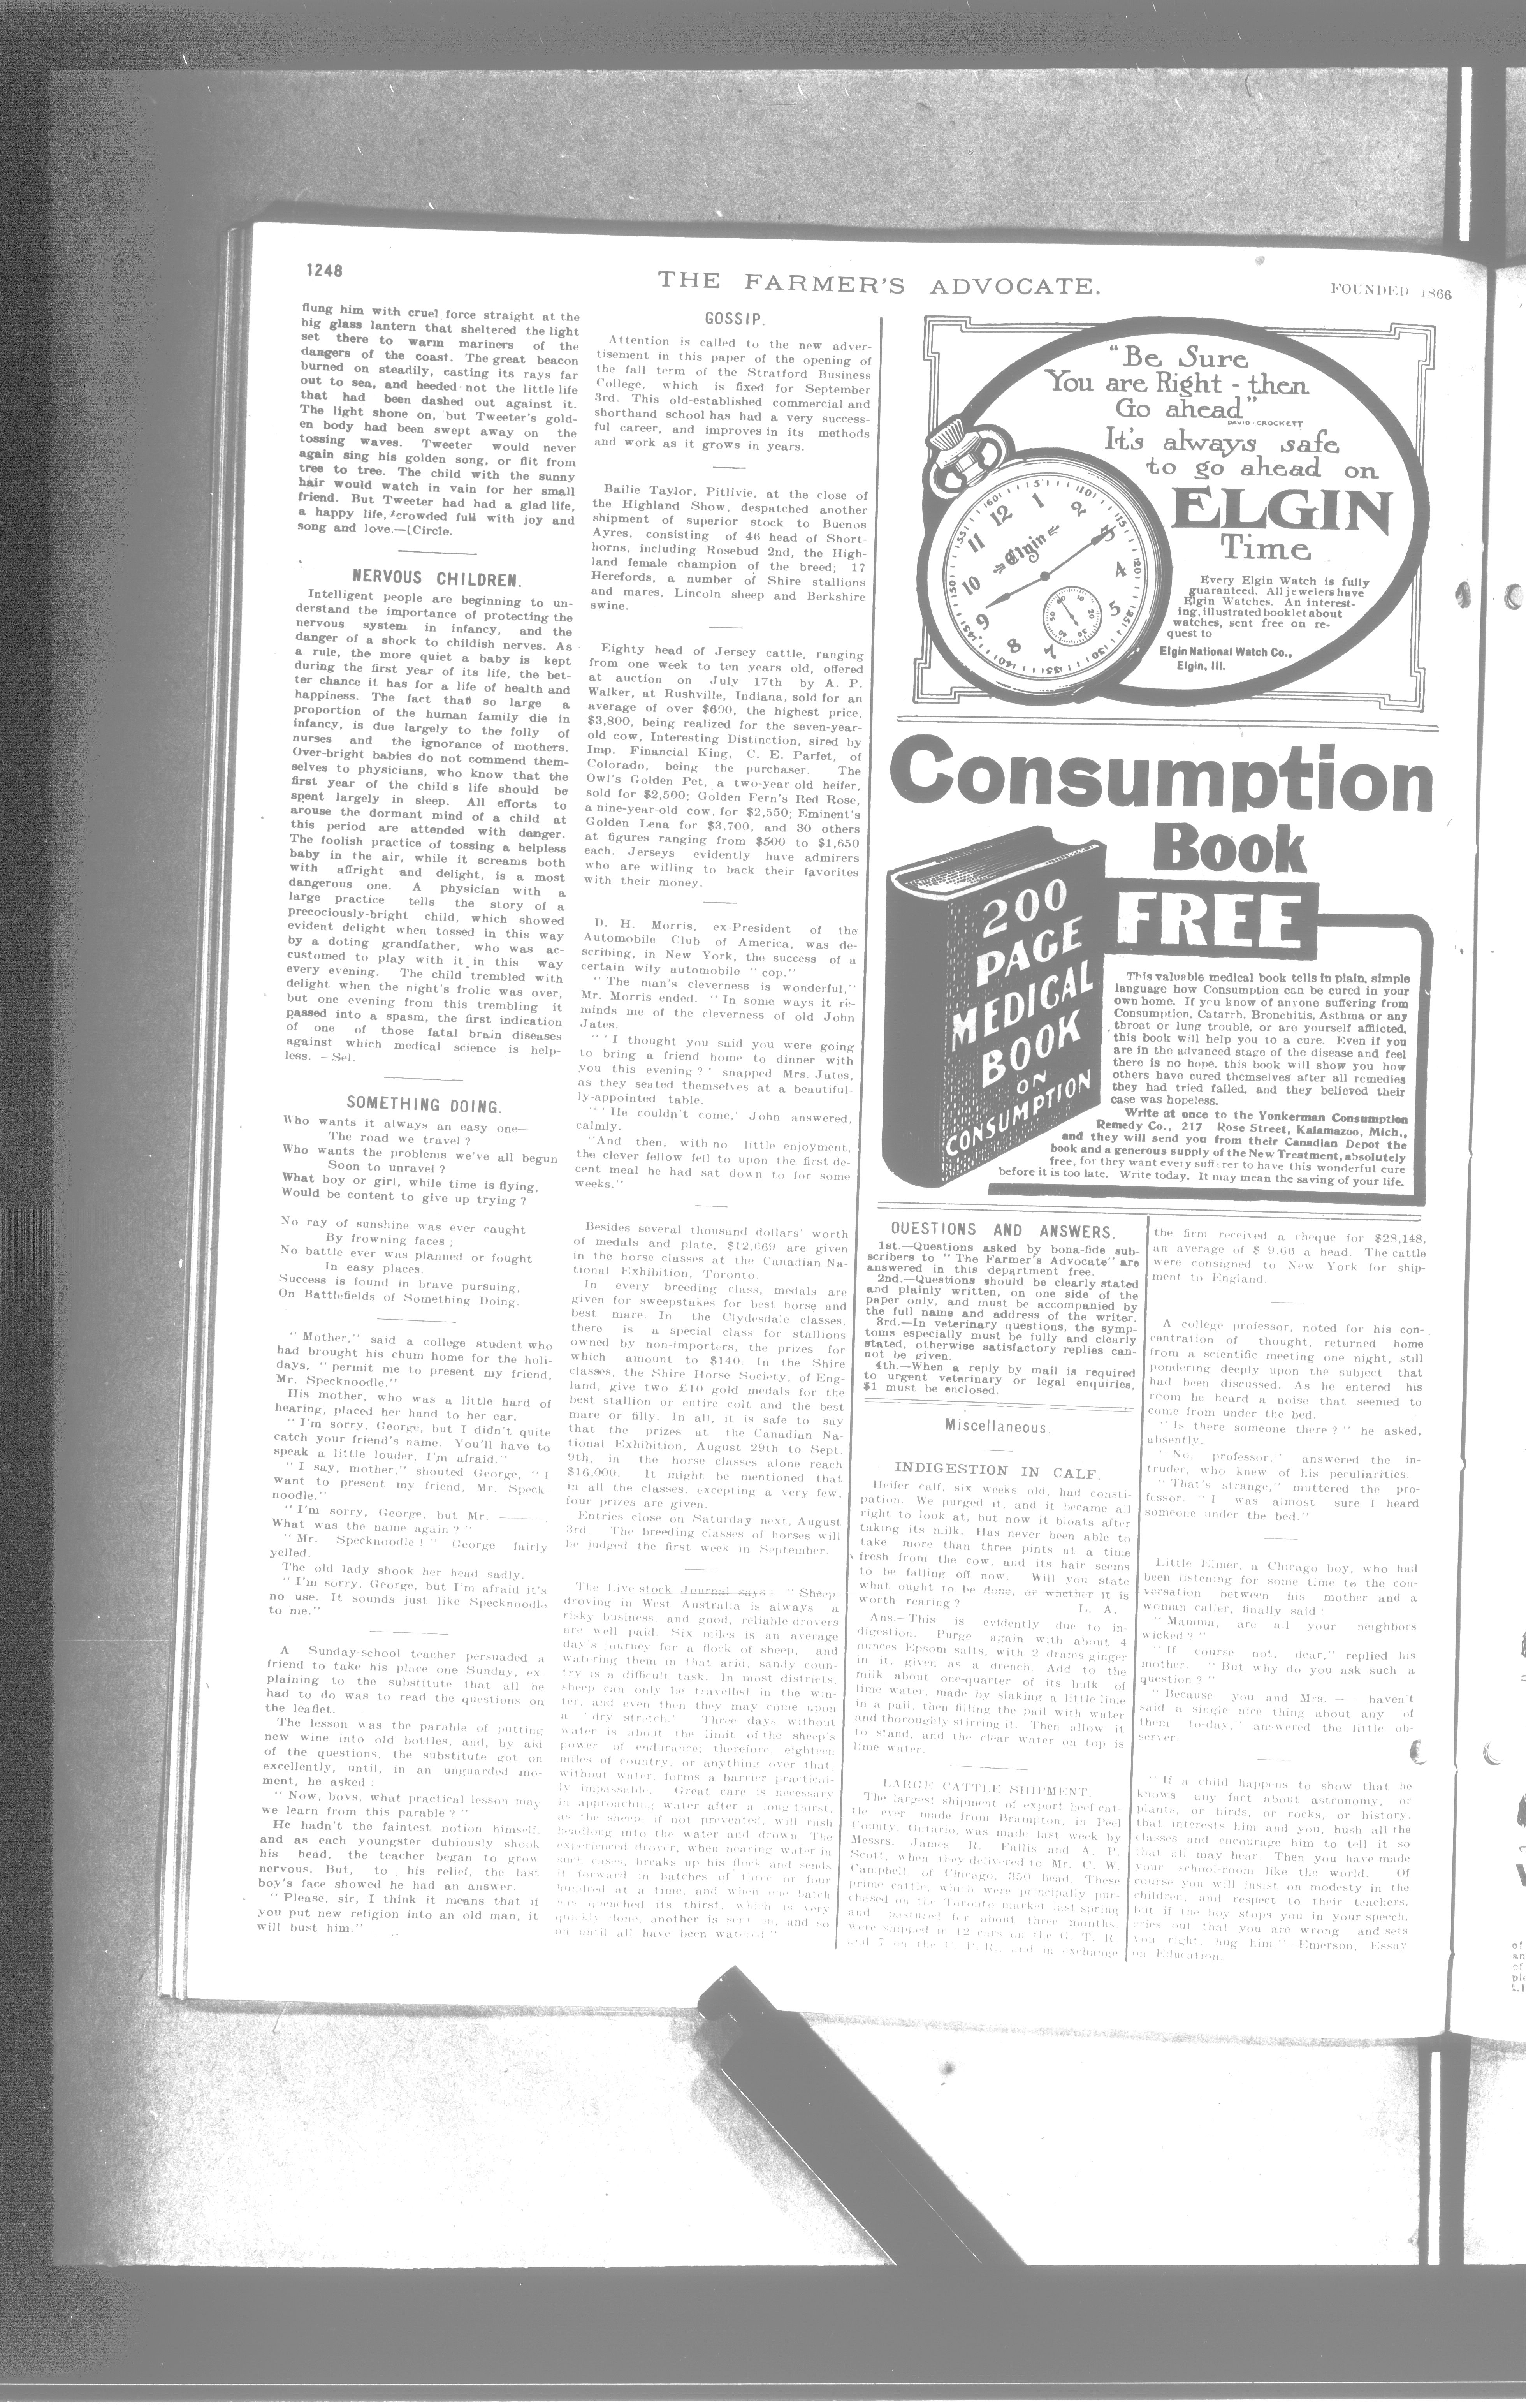 1248
THE FARMER'S ADVOCATE.
FOUNDED 1866
flung him with cruel force straight at the
big glass lantern that sheltered the light
set there to warm mariners of the
dangers of the coast. The great beacon
burned on steadily, casting its rays far
out to sea, and heeded not the little life
that had been dashed out against it.
The light shone on, but Tweeter's gold-
en body had been swept away on the
tossing waves. Tweeter would never
again sing his golden song, or flit from
tree to tree. The child with the sunny
hair would watch in vain for her small
friend. But Tweeter had had a glad life,
a happy life, crowded full with joy and
song and love.—[Circle.
NERVOUS CHILDREN.
Intelligent people are beginning to un-
derstand the importance of protecting the
nervous system in infancy, and the
danger of a shock to childish nerves. As
a rule, the more quiet a baby is kept
during the first year of its life, the bet-
ter chance it has for a life of health and
happiness. The fact that so large a
proportion of the human family die in
infancy, is due largely to the folly of
nurses and the ignorance of mothers.
Over-bright babies do not commend them-
selves to physicians, who know that the
first year of the child s life should be
spent largely in sleep. All efforts to
arouse the dormant mind of a child at
this period are attended with danger.
The foolish practice of tossing a helpless
baby in the air, while it screams both
with affright and delight, is a most
dangerous one. A physician with a
large practice tells the story of a
precociously-bright child, which showed
evident delight when tossed in this way
by a doting grandfather, who was ac-
customed to play with it in this way
every evening. The child trembled with
delight when the night's frolic was over,
but one evening from this trembling it
passed into a spasm, the first indication
of one of those fatal brain diseases
against which medical science is help-
less. —Sel.
SOMETHING DOING.
Who wants it always an easy one—
The road we travel ?
Who wants the problems we've all begun
Soon to unravel ?
What boy or girl, while time is flying,
Would be content to give up trying ?
No ray of sunshine was ever caught
By frowning faces ;
No battle ever was planned or fought
In easy places.
Success is found in brave pursuing,
On Battlefields of Something Doing.
" Mother," said a college student who
had brought his chum home for the holi-
days, " permit me to present my friend,
Mr. Specknoodle."
His mother, who was a little hard of
hearing, placed her hand to her ear.
" I'm sorry, George, but I didn't quite
catch your friend's name. You'll have to
speak a little louder, I'm afraid."
" I say, mother," shouted George, " I
want to present my friend, Mr. Speck-
noodle."
" I'm sorry, George, but Mr. ———.
What was the name again ? "
" Mr. Specknoodle ! " George fairly
yelled.
The old lady shook her head sadly.
" I'm sorry, George, but I'm afraid it's
no use. It sounds just like Specknoodle
to me."
A Sunday-school teacher persuaded a
friend to take his place one Sunday, ex-
plaining to the substitute that all he
had to do was to read the questions on
the leaflet.
The lesson was the parable of putting
new wine into old bottles, and, by aid
of the questions, the substitute got on
excellently, until, in an unguarded mo-
ment, he asked :
" Now, boys, what practical lesson may
we learn from this parable ? "
He hadn't the faintest notion himself,
and as each youngster dubiously shook
his head, the teacher began to grow
nervous. But, to his relief, the last
boy's face showed he had an answer.
" Please, sir, I think it means that if
you put new religion into an old man, it
will bust him."
GOSSIP.
Attention is called to the new adver-
tisement in this paper of the opening of
the fall term of the Stratford Business
College, which is fixed for September
3rd. This old-established commercial and
shorthand school has had a very success-
ful career, and improves in its methods
and work as it grows in years.
Bailie Taylor, Pitlivie, at the close of
the Highland Show, despatched another
shipment of superior stock to Buenos
Ayres, consisting of 46 head of Short-
horns, including Rosebud 2nd, the High-
land female champion of the breed; 17
Herefords, a number of Shire stallions
and mares, Lincoln sheep and Berkshire
swine.
Eighty head of Jersey cattle, ranging
from one week to ten years old, offered
at auction on July 17th by A. P.
Walker, at Rushville, Indiana, sold for an
average of over $600, the highest price,
$3,800, being realized for the seven-year-
old cow, Interesting Distinction, sired by
Imp. Financial King, C. E. Parfet, of
Colorado, being the purchaser. The
Owl's Golden Pet, a two-year-old heifer,
sold for $2,500; Golden Fern's Red Rose,
a nine-year-old cow, for $2,550; Eminent's
Golden Lena for $3,700, and 30 others
at figures ranging from $500 to $1,650
each. Jerseys evidently have admirers
who are willing to back their favorites
with their money.
D. H. Morris, ex-President of the
Automobile Club of America, was de-
scribing, in New York, the success of a
certain wily automobile " cop."
" The man's cleverness is wonderful,"
Mr. Morris ended. " In some ways it re-
minds me of the cleverness of old John
Jates.
" ' I thought you said you were going
to bring a friend home to dinner with
you this evening ? ' snapped Mrs. Jates,
as they seated themselves at a beautiful-
ly-appointed table.
" ' He couldn't come,' John answered,
calmly.
"And then, with no little enjoyment,
the clever fellow fell to upon the first de-
cent meal he had sat down to for some
weeks."
Besides several thousand dollars' worth
of medals and plate, $12,669 are given
in the horse classes at the Canadian Na-
tional Exhibition, Toronto.
In every breeding class, medals are
given for sweepstakes for best horse and
best mare. In the Clydesdale classes,
there is a special class for stallions
owned by non-importers, the prizes for
which amount to $140. In the Shire
classes, the Shire Horse Society, of Eng-
land, give two £10 gold medals for the
best stallion or entire colt and the best
mare or filly. In all, it is safe to say
that the prizes at the Canadian Na-
tional Exhibition, August 29th to Sept.
9th, in the horse classes alone reach
$16,000. It might be mentioned that
in all the classes, excepting a very few,
four prizes are given.
Entries close on Saturday next, August
3rd. The breeding classes of horses will
be judged the first week in September.
The Live-stock Journal says : " Sheep-
droving in West Australia is always a
risky business, and good, reliable drovers
are well paid. Six miles is an average
day's journey for a flock of sheep, and
watering them in that arid, sandy coun-
try is a difficult task. In most districts,
sheep can only be travelled in the win-
ter, and even then they may come upon
a ' dry stretch.' Three days without
water is about the limit of the sheep's
power of endurance; therefore, eighteen
miles of country, or anything over that,
without water, forms a barrier practical-
ly impassable. Great care is necessary
in approaching water after a long thirst,
as the sheep, if not prevented, will rush
headlong into the water and drown. The
experienced drover, when nearing water in
such cases, breaks up his flock and sends
it forward in batches of three or four
hundred at a time, and when one batch
has quenched its thirst, which is very
quickly done, another is sent on, and so
on until all have been watered."
"Be Sure
You are Right - then
Go ahead"
DAVID·CROCKETT
It's always safe
to go ahead on
ELGIN
Time
Elgin
Every Elgin Watch is fully
guaranteed. All jewelers have
Elgin Watches. An interest-
ing, illustrated booklet about
watches, sent free on re-
quest to
Elgin National Watch Co.,
Elgin, Ill.
Consumption
Book
FREE
200
PAGE
MEDICAL
BOOK
ON
CONSUMPTION
This valuable medical book tells in plain, simple
language how Consumption can be cured in your
own home. If you know of anyone suffering from
Consumption, Catarrh, Bronchitis, Asthma or any
throat or lung trouble, or are yourself afflicted,
this book will help you to a cure. Even if you
are in the advanced stage of the disease and feel
there is no hope, this book will show you how
others have cured themselves after all remedies
they had tried failed, and they believed their
case was hopeless.
Write at once to the Yonkerman Consumption
Remedy Co., 217 Rose Street, Kalamazoo, Mich.,
and they will send you from their Canadian Depot the
book and a generous supply of the New Treatment, absolutely
free, for they want every sufferer to have this wonderful cure
before it is too late. Write today. It may mean the saving of your life.
QUESTIONS AND ANSWERS.
1st.—Questions asked by bona-fide sub-
scribers to " The Farmer's Advocate" are
answered in this department free.
2nd.—Questions should be clearly stated
and plainly written, on one side of the
paper only, and must be accompanied by
the full name and address of the writer.
3rd.—In veterinary questions, the symp-
toms especially must be fully and clearly
stated, otherwise satisfactory replies can-
not be given.
4th.—When a reply by mail is required
to urgent veterinary or legal enquiries,
$1 must be enclosed.
Miscellaneous.
INDIGESTION IN CALF.
Heifer calf, six weeks old, had consti-
pation. We purged it, and it became all
right to look at, but now it bloats after
taking its milk. Has never been able to
take more than three pints at a time
fresh from the cow, and its hair seems
to be falling off now. Will you state
what ought to be done, or whether it is
worth rearing ? L. A.
Ans.—This is evidently due to in-
digestion. Purge again with about 4
ounces Epsom salts, with 2 drams ginger
in it, given as a drench. Add to the
milk about one-quarter of its bulk of
lime water, made by slaking a little lime
in a pail, then filling the pail with water
and thoroughly stirring it. Then allow it
to stand, and the clear water on top is
lime water.
LARGE CATTLE SHIPMENT.
The largest shipment of export beef cat-
tle ever made from Brampton, in Peel
County, Ontario, was made last week by
Messrs. James R. Fallis and A. P.
Scott, when they delivered to Mr. C. W.
Campbell, of Chicago, 350 head. These
prime cattle, which were principally pur-
chased on the Toronto market last spring
and pastured for about three months,
were shipped in 12 cars on the G. T. R.
and 7 on the C. P. R., and in exchange
the firm received a cheque for $28,148,
an average of $ 9.66 a head. The cattle
were consigned to New York for ship-
ment to England.
A college professor, noted for his con-
centration of thought, returned home
from a scientific meeting one night, still
pondering deeply upon the subject that
had been discussed. As he entered his
room he heard a noise that seemed to
come from under the bed.
" Is there someone there ? " he asked,
absently.
" No, professor," answered the in-
truder, who knew of his peculiarities.
" That's strange," muttered the pro-
fessor. " I was almost sure I heard
someone under the bed."
Little Elmer, a Chicago boy, who had
been listening for some time to the con-
versation between his mother and a
woman caller, finally said :
" Mamma, are all your neighbors
wicked ? "
" If course not, dear," replied his
mother. " But why do you ask such a
question ? "
" Because you and Mrs. —— haven't
said a single nice thing about any of
them to-day," answered the little ob-
server.
" If a child happens to show that he
knows any fact about astronomy, or
plants, or birds, or rocks, or history,
that interests him and you, hush all the
classes and encourage him to tell it so
that all may hear. Then you have made
your school-room like the world. Of
course you will insist on modesty in the
children, and respect to their teachers,
but if the boy stops you in your speech,
cries out that you are wrong and sets
you right, hug him."—Emerson, Essay
on Education.